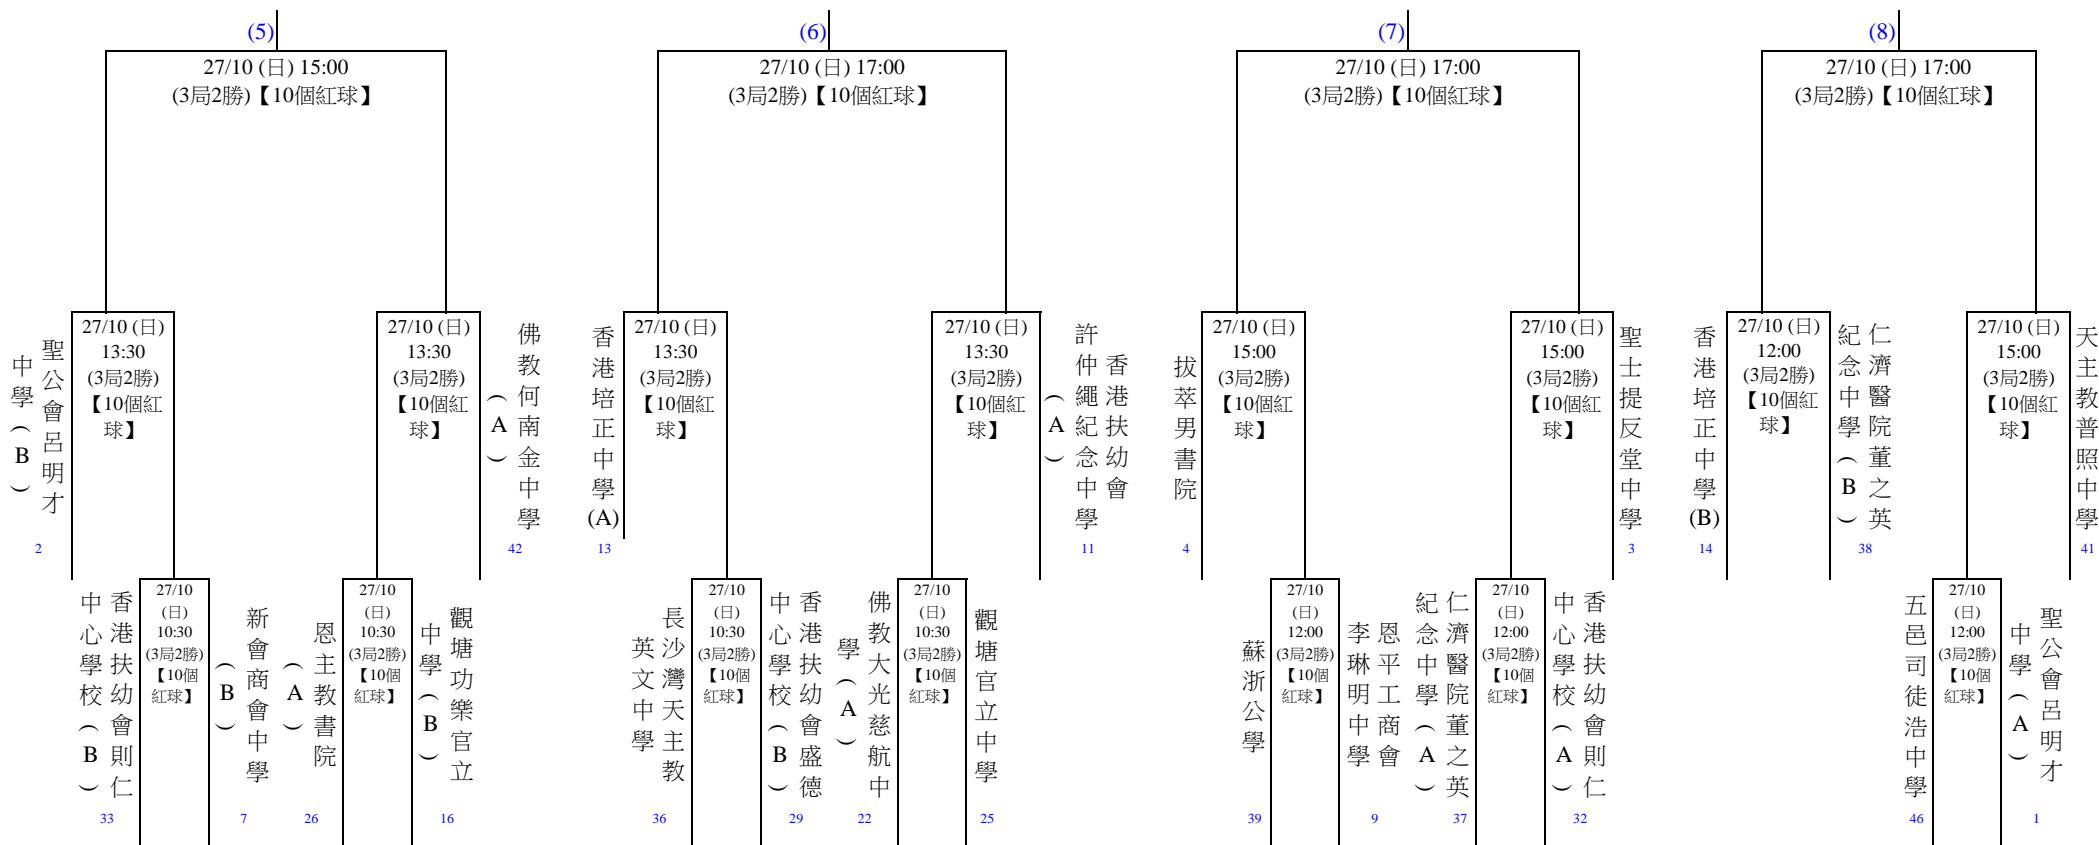 (5)
27/10 (日) 15:00
(3局2勝)【10個紅球】
(6)
27/10 (日) 17:00
(3局2勝)【10個紅球】
(7)
27/10 (日) 17:00
(3局2勝)【10個紅球】
(8)
27/10 (日) 17:00
(3局2勝)【10個紅球】
聖公會呂明才
中學(B)
2
27/10 (日)
13:30
(3局2勝)
【10個紅
球】
27/10 (日)
13:30
(3局2勝)
【10個紅
球】
佛教何南金中學
(A)
42
香港培正中學(A)
13
27/10 (日)
13:30
(3局2勝)
【10個紅
球】
27/10 (日)
13:30
(3局2勝)
【10個紅
球】
香港扶幼會
許仲繩紀念中學
(A)
11
拔萃男書院
4
27/10 (日)
15:00
(3局2勝)
【10個紅
球】
27/10 (日)
15:00
(3局2勝)
【10個紅
球】
聖士提反堂中學
3
香港培正中學(B)
14
27/10 (日)
12:00
(3局2勝)
【10個紅
球】
仁濟醫院董之英
紀念中學(B)
38
27/10 (日)
15:00
(3局2勝)
【10個紅
球】
天主教普照中學
41
香港扶幼會則仁
中心學校(B)
33
27/10
(日)
10:30
(3局2勝)
【10個
紅球】
新會商會中學
(B)
7
恩主教書院
(A)
26
27/10
(日)
10:30
(3局2勝)
【10個
紅球】
觀塘功樂官立
中學(B)
16
長沙灣天主教
英文中學
36
27/10
(日)
10:30
(3局2勝)
【10個
紅球】
香港扶幼會盛德
中心學校(B)
29
佛教大光慈航中
學(A)
22
27/10
(日)
10:30
(3局2勝)
【10個
紅球】
觀塘官立中學
25
蘇浙公學
39
27/10
(日)
12:00
(3局2勝)
【10個
紅球】
恩平工商會
李琳明中學
9
仁濟醫院董之英
紀念中學(A)
37
27/10
(日)
12:00
(3局2勝)
【10個
紅球】
香港扶幼會則仁
中心學校(A)
32
五邑司徒浩中學
46
27/10
(日)
12:00
(3局2勝)
【10個
紅球】
聖公會呂明才
中學(A)
1